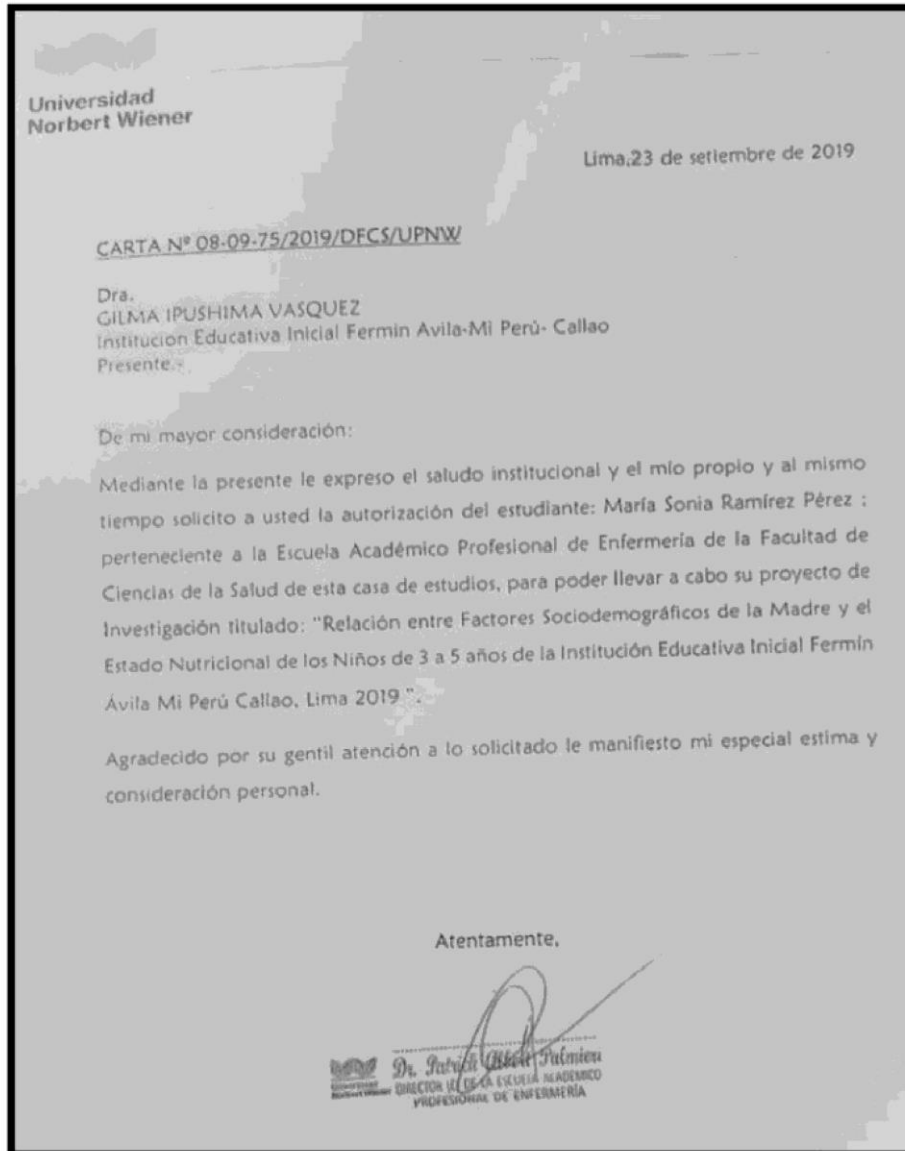 Universidad
Norbert Wiener
Lima,23 de setiembre de 2019
CARTA Nº 08-09-75/2019/DFCS/UPNW
Dra.
GILMA IPUSHIMA VASQUEZ
Institucion Educativa Inicial Fermin Avila-Mi Perú- Callao
Presente.-
De mi mayor consideración:
Mediante la presente le expreso el saludo institucional y el mío propio y al mismo
tiempo solicito a usted la autorización del estudiante: María Sonia Ramírez Pérez ;
perteneciente a la Escuela Académico Profesional de Enfermería de la Facultad de
Ciencias de la Salud de esta casa de estudios, para poder llevar a cabo su proyecto de
Investigación titulado: "Relación entre Factores Sociodemográficos de la Madre y el
Estado Nutricional de los Niños de 3 a 5 años de la Institución Educativa Inicial Fermín
Ávila Mi Perú Callao, Lima 2019 ".
Agradecido por su gentil atención a lo solicitado le manifiesto mi especial estima y
consideración personal.
Atentamente,
Dr. Patrick Palmieri
DIRECTOR DE LA ESCUELA ACADEMICO
PROFESIONAL DE ENFERMERÍA
Norbert Wiener